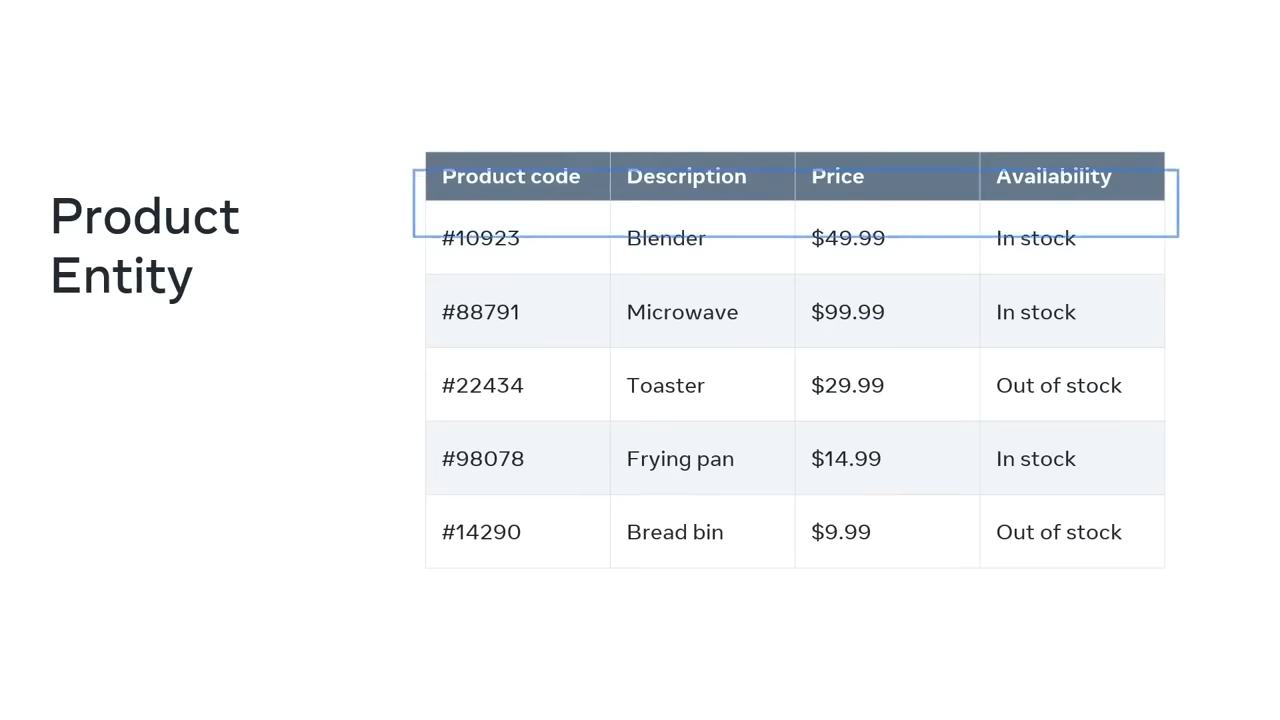 Product
Entity
Product code Description Price Availability
#10923 Blender $49.99 In stock
#88791 Microwave $99.99 In stock
#22434 Toaster $29.99 Out of stock
#98078 Frying pan $14.99 In stock
#14290 Bread bin $9.99 Out of stock